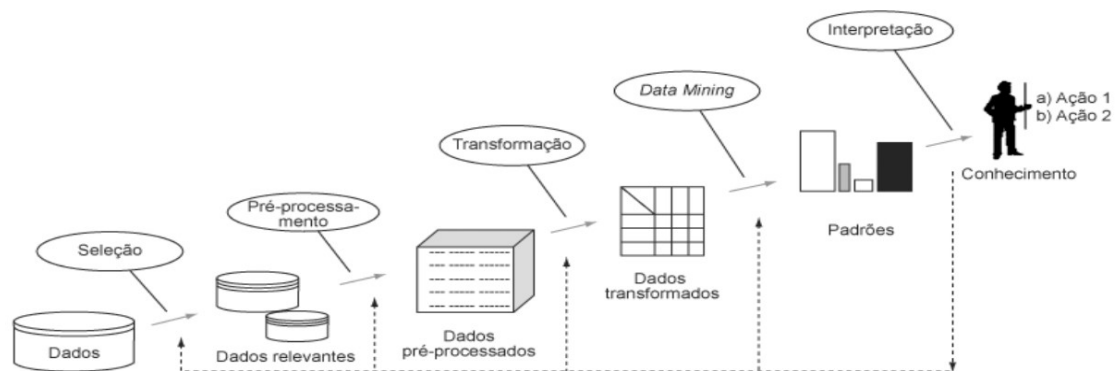 Interpretação
a) Ação 1
b) Ação 2
Conhecimento
Data Mining
Padrões
Transformação
Dados
transformados
Pré-processa-
mento
Dados
pré-processados
Seleção
Dados relevantes
Dados